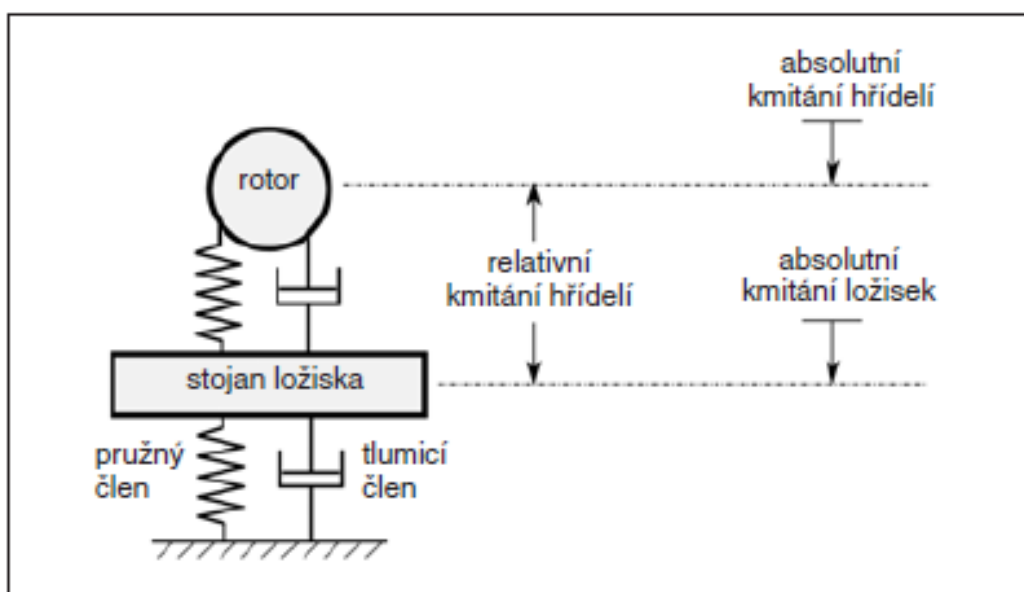 absolutní
kmitání hřídelí
rotor
relativní
kmitání hřídelí
absolutní
kmitání ložisek
stojan ložiska
pružný
člen
tlumicí
člen